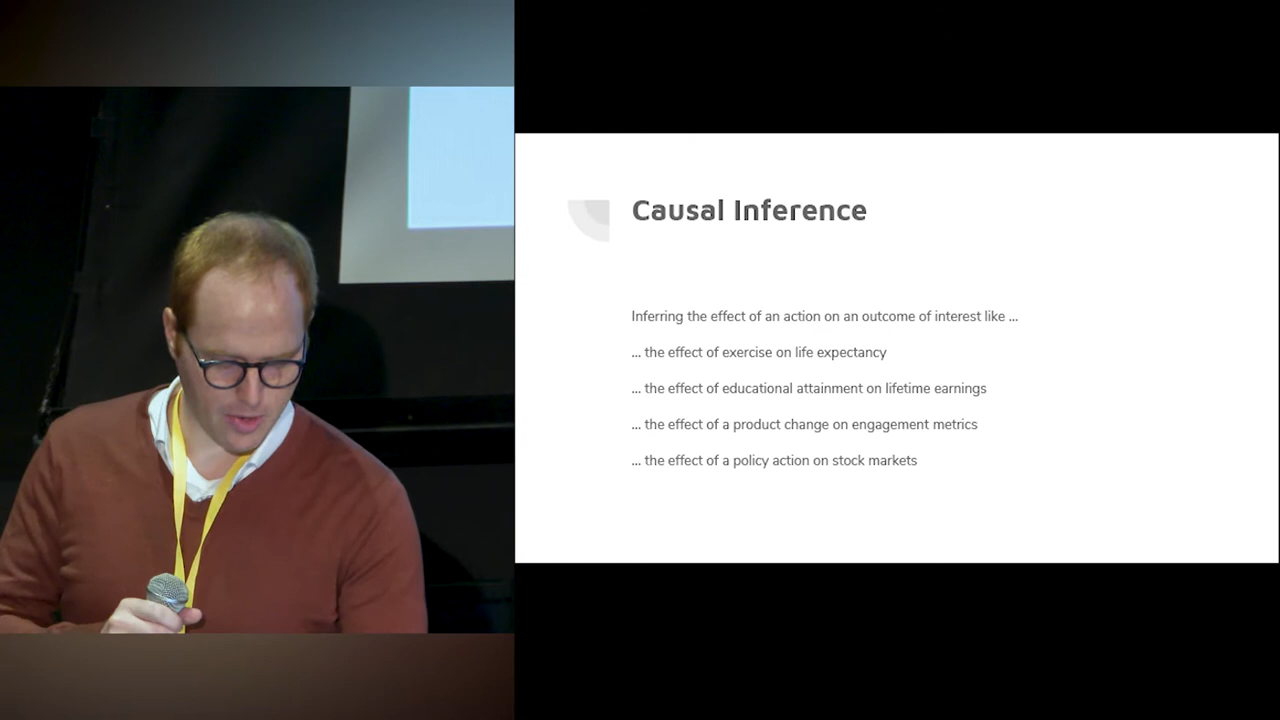 Causal Inference
Inferring the effect of an action on an outcome of interest like ...
... the effect of exercise on life expectancy
... the effect of educational attainment on lifetime earnings
... the effect of a product change on engagement metrics
... the effect of a policy action on stock markets